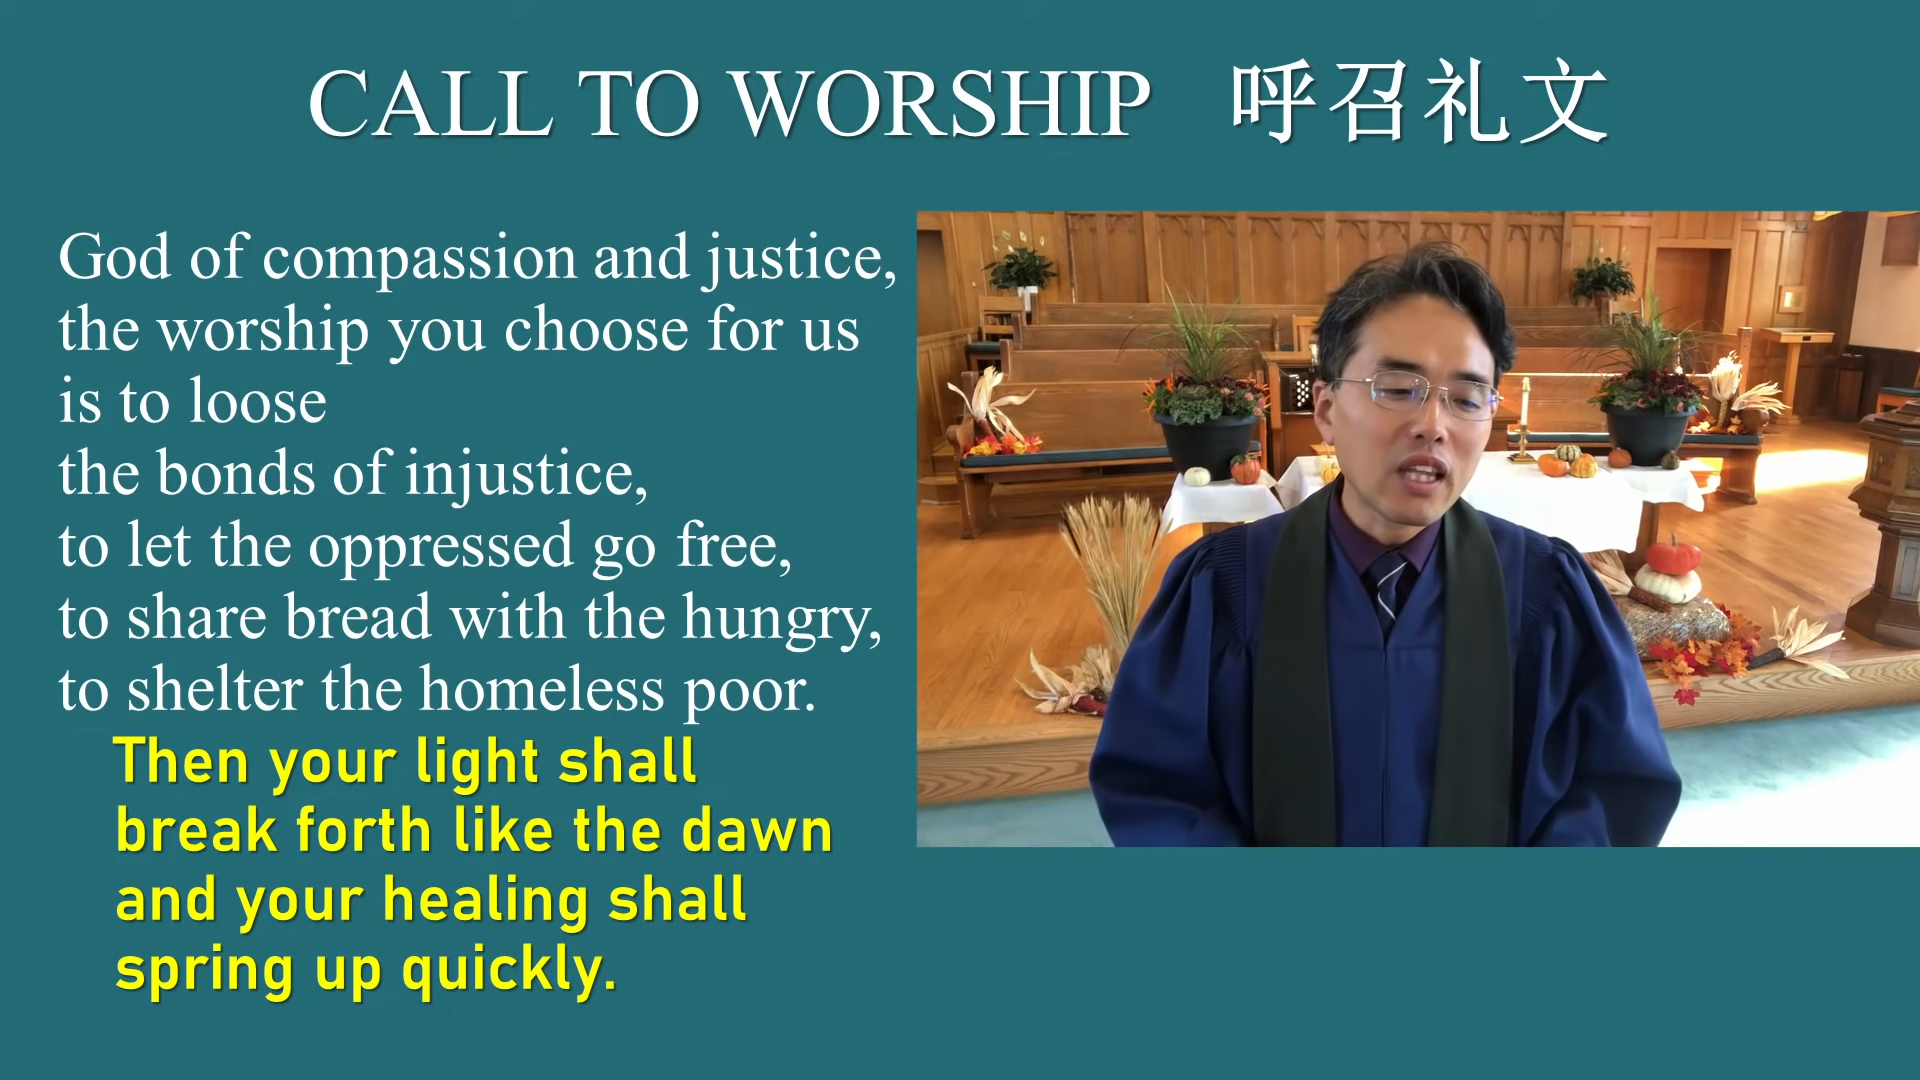 CALL TO WORSHIP 呼召礼文
God of compassion and justice,
the worship you choose for us
is to loose
the bonds of injustice,
to let the oppressed go free,
to share bread with the hungry,
to shelter the homeless poor.
Then your light shall
break forth like the dawn
and your healing shall
spring up quickly.